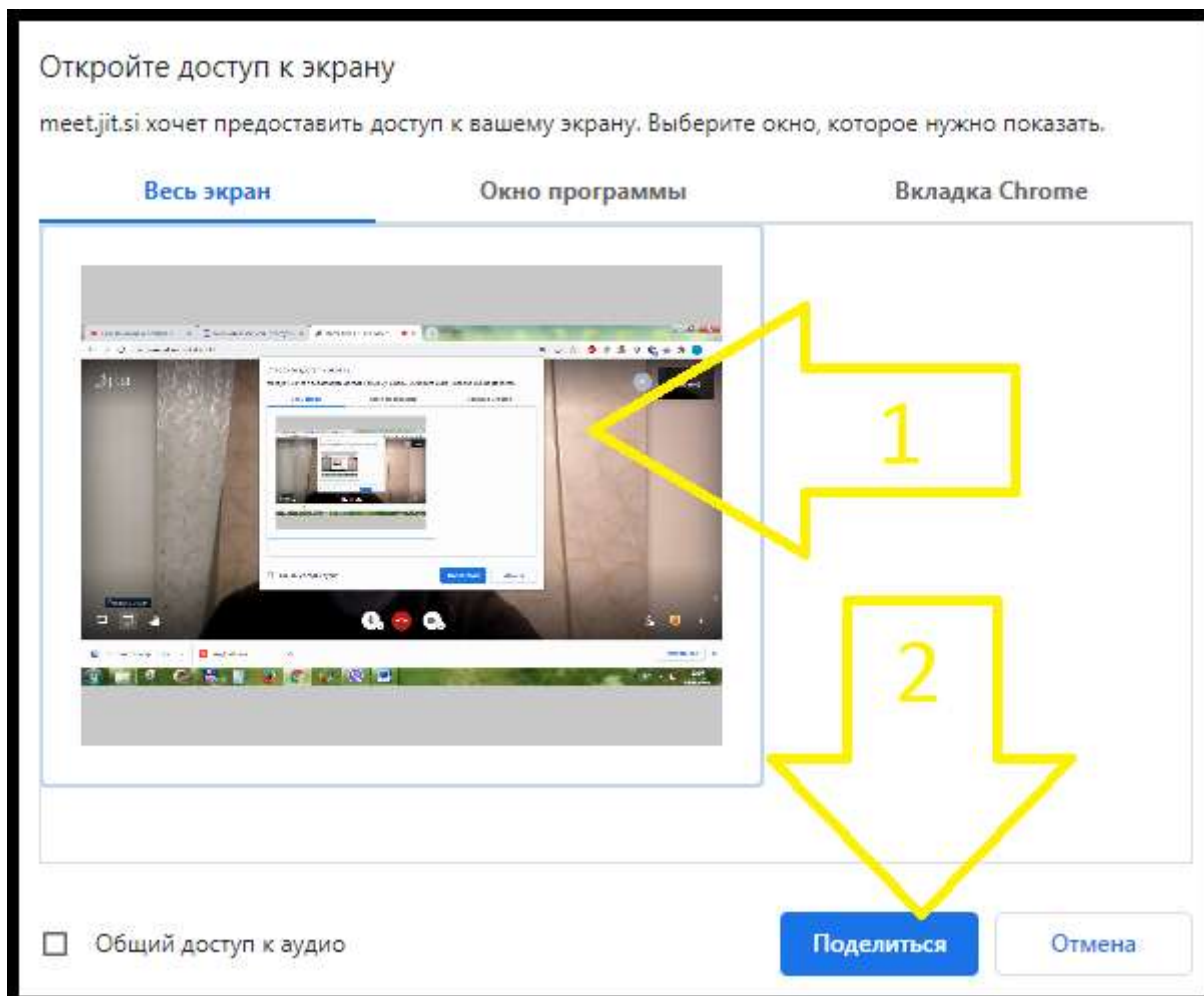 Откройте доступ к экрану
meet.jit.si хочет предоставить доступ к вашему экрану. Выберите окно, которое нужно показать.
Весь экран
Окно программы
Вкладка Chrome
1
2
Общий доступ к аудио
Поделиться
Отмена